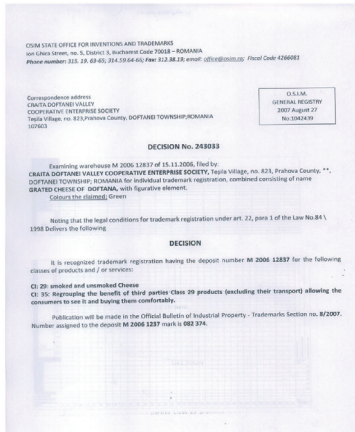 OSIM STATE OFFICE FOR INVENTIONS AND TRADEMARKS
Ion Ghica Street, no. 5, District 3, Bucharest Code 70018 – ROMANIA
Phone number: 315. 19. 63-65; 314.59.64-66; Fax: 312.38.19; email: office@osim.ro; Fiscal Code 4266081
Correspondence address
CRAITA DOFTANEI VALLEY
COOPERATIVE ENTERPRISE SOCIETY
Teșila Village, no. 823,Prahova County, DOFTANEI TOWNSHIP;ROMANIA
107603
O.S.I.M.
GENERAL REGISTRY
2007 August 27
No:1042439
DECISION No. 243033
Examining warehouse M 2006 12837 of 15.11.2006, filed by
CRAITA DOFTANEI VALLEY COOPERATIVE ENTERPRISE SOCIETY, Teșila Village, no. 823, Prahova County, **,
DOFTANEI TOWNSHIP; ROMANIA for individual trademark registration, combined consisting of name
GRATED CHEESE OF DOFTANA, with figurative element.
Colours the claimed: Green
Noting that the legal conditions for trademark registration under art. 22, para 1 of the Law No.84 \
1998 Delivers the following
DECISION
It is recognized trademark registration having the deposit number M 2006 12837 for the following
classes of products and / or services:
Cl: 29: smoked and unsmoked Cheese
Cl: 35: Regrouping the benefit of third parties Class 29 products (excluding their transport) allowing the
consumers to see it and buying them comfortably.
Publication will be made in the Official Bulletin of Industrial Property - Trademarks Section no. 8/2007.
Number assigned to the deposit M 2006 1237 mark is 082 374.